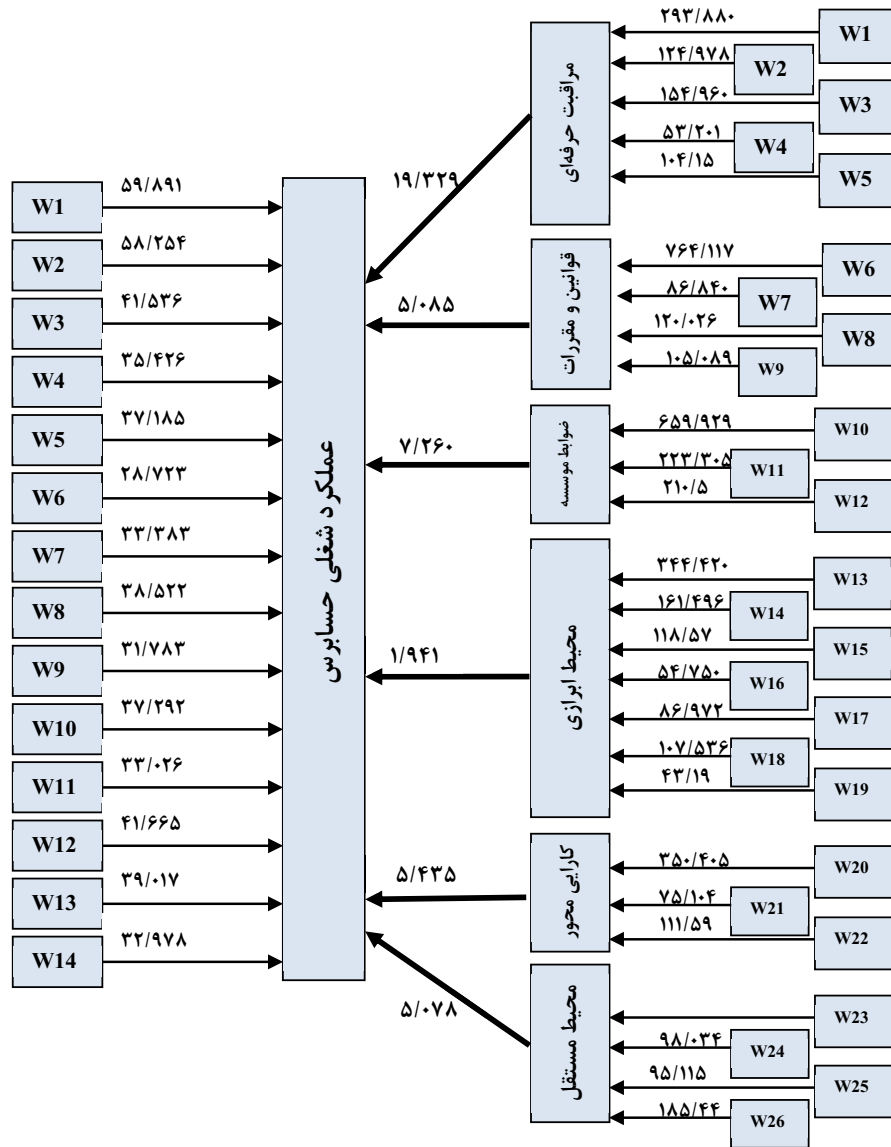 W1
۵۹/۸۹۱
W2
۵۸/۲۵۴
W3
۴۱/۵۳۶
W4
۳۵/۴۲۶
W5
۳۷/۱۸۵
W6
۲۸/۷۲۳
W7
۳۳/۳۸۳
W8
۳۸/۵۲۲
W9
۳۱/۷۸۳
W10
۳۷/۲۹۲
W11
۳۳/۰۲۶
W12
۴۱/۶۶۵
W13
۳۹/۰۱۷
W14
۳۲/۹۷۸
عملکرد شغلی حسابرس
۱۹/۳۲۹
۵/۰۸۵
۷/۲۶۰
۱/۹۴۱
۵/۴۳۵
۵/۰۷۸
مراقبت حرفه‌ای
۲۹۳/۸۸۰
W1
۱۲۴/۹۷۸
W2
۱۵۴/۹۶۰
W3
۵۳/۲۰۱
W4
۱۰۴/۱۵
W5
قوانین و مقررات
۷۶۴/۱۱۷
W6
۸۶/۸۴۰
W7
۱۲۰/۰۲۶
W8
۱۰۵/۰۸۹
W9
ضوابط موسسه
۶۵۹/۹۲۹
W10
۲۲۳/۳۰۵
W11
۲۱۰/۵
W12
محیط ابرازی
۳۴۴/۴۲۰
W13
۱۶۱/۴۹۶
W14
۱۱۸/۵۷
W15
۵۴/۷۵۰
W16
۸۶/۹۷۲
W17
۱۰۷/۵۳۶
W18
۴۳/۱۹
W19
کارایی محور
۳۵۰/۴۰۵
W20
۷۵/۱۰۴
W21
۱۱۱/۵۹
W22
محیط مستقل
W23
۹۸/۰۳۴
W24
۹۵/۱۱۵
W25
۱۸۵/۴۴
W26